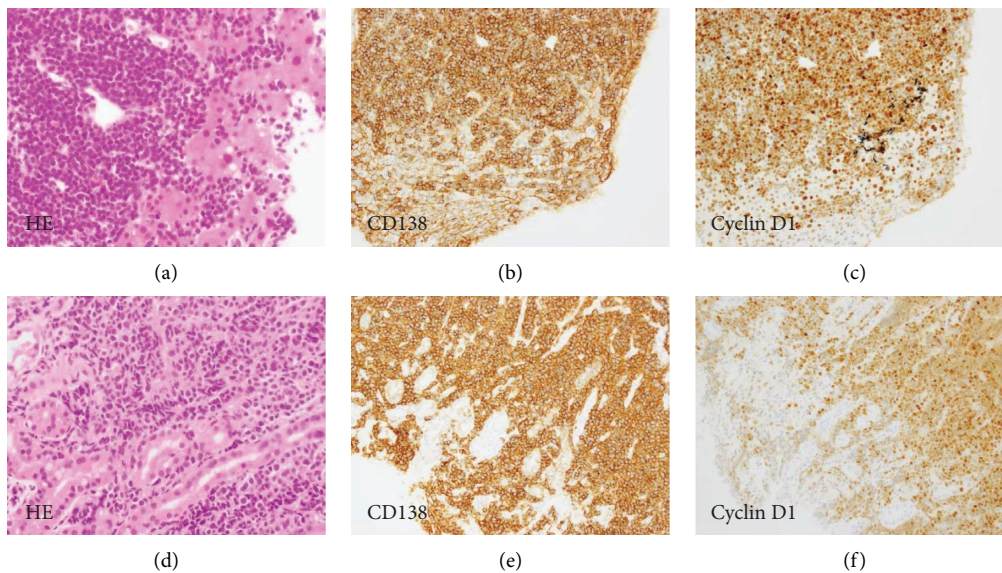 HE
CD138
Cyclin D1
(a)
(b)
(c)
HE
CD138
Cyclin D1
(d)
(e)
(f)